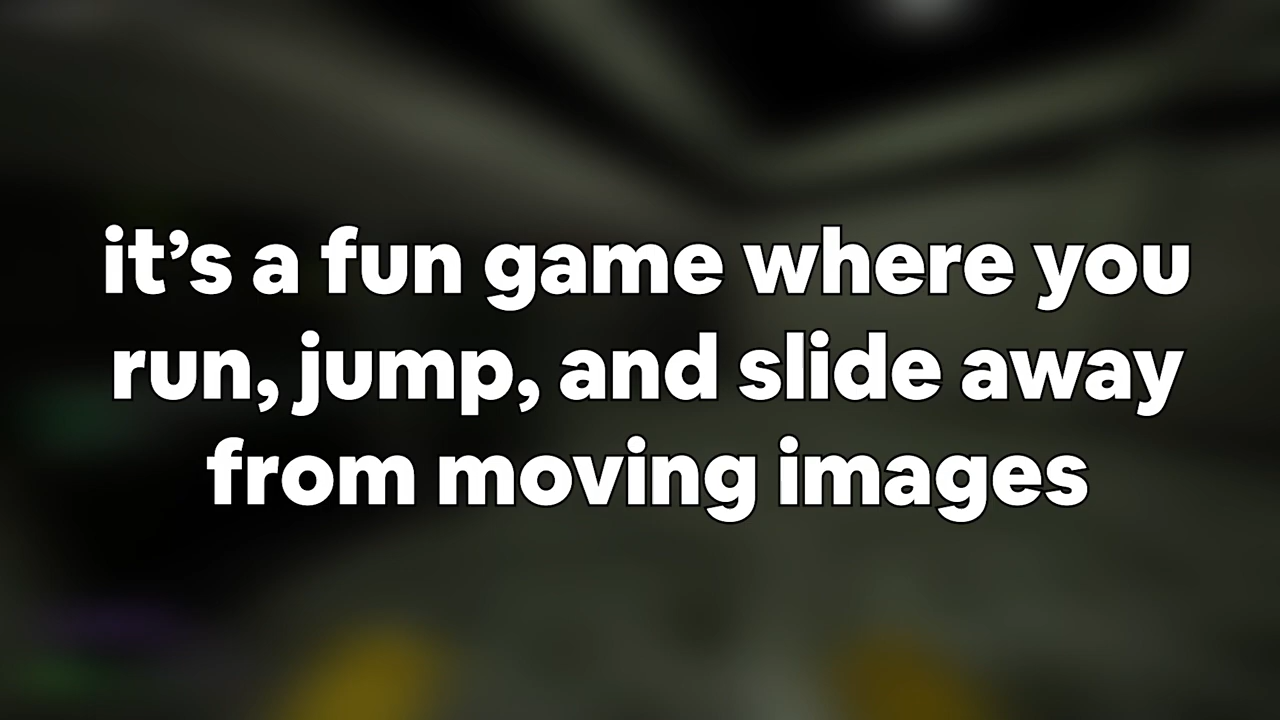 it’s a fun game where you
run, jump, and slide away
from moving images